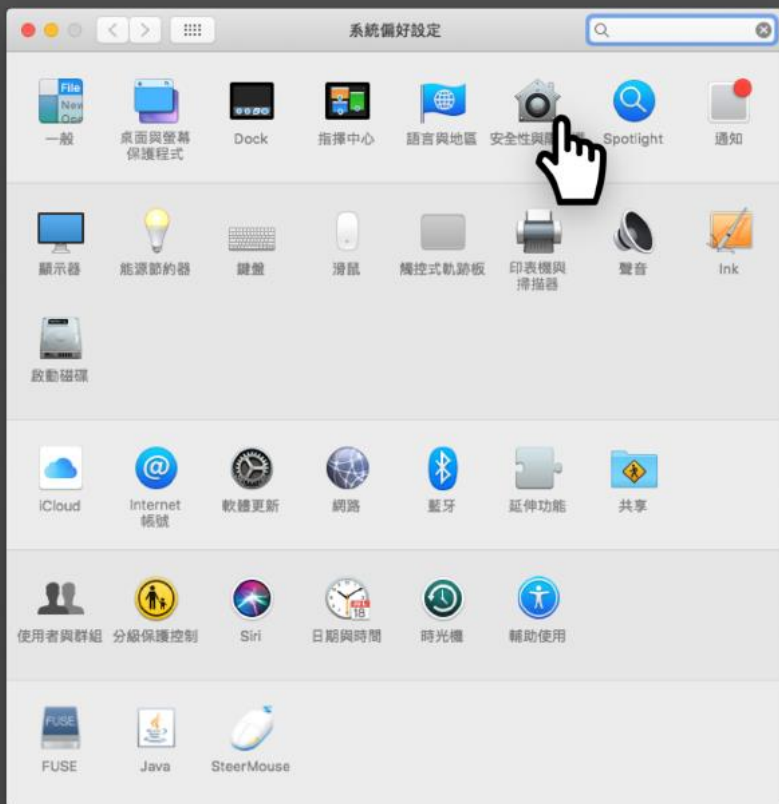 系統偏好設定
File
New
一般
桌面與螢幕
保護程式
Dock
指揮中心
語言與地區
安全性與
Spotlight
通知
顯示器
能源節約器
鍵盤
滑鼠
觸控式軌跡板
印表機與
掃描器
聲音
Ink
啟動磁碟
iCloud
Internet
帳號
軟體更新
網路
藍牙
延伸功能
共享
使用者與群組
分級保護控制
Siri
18
日期與時間
時光機
輔助使用
FUSE
FUSE
Java
SteerMouse